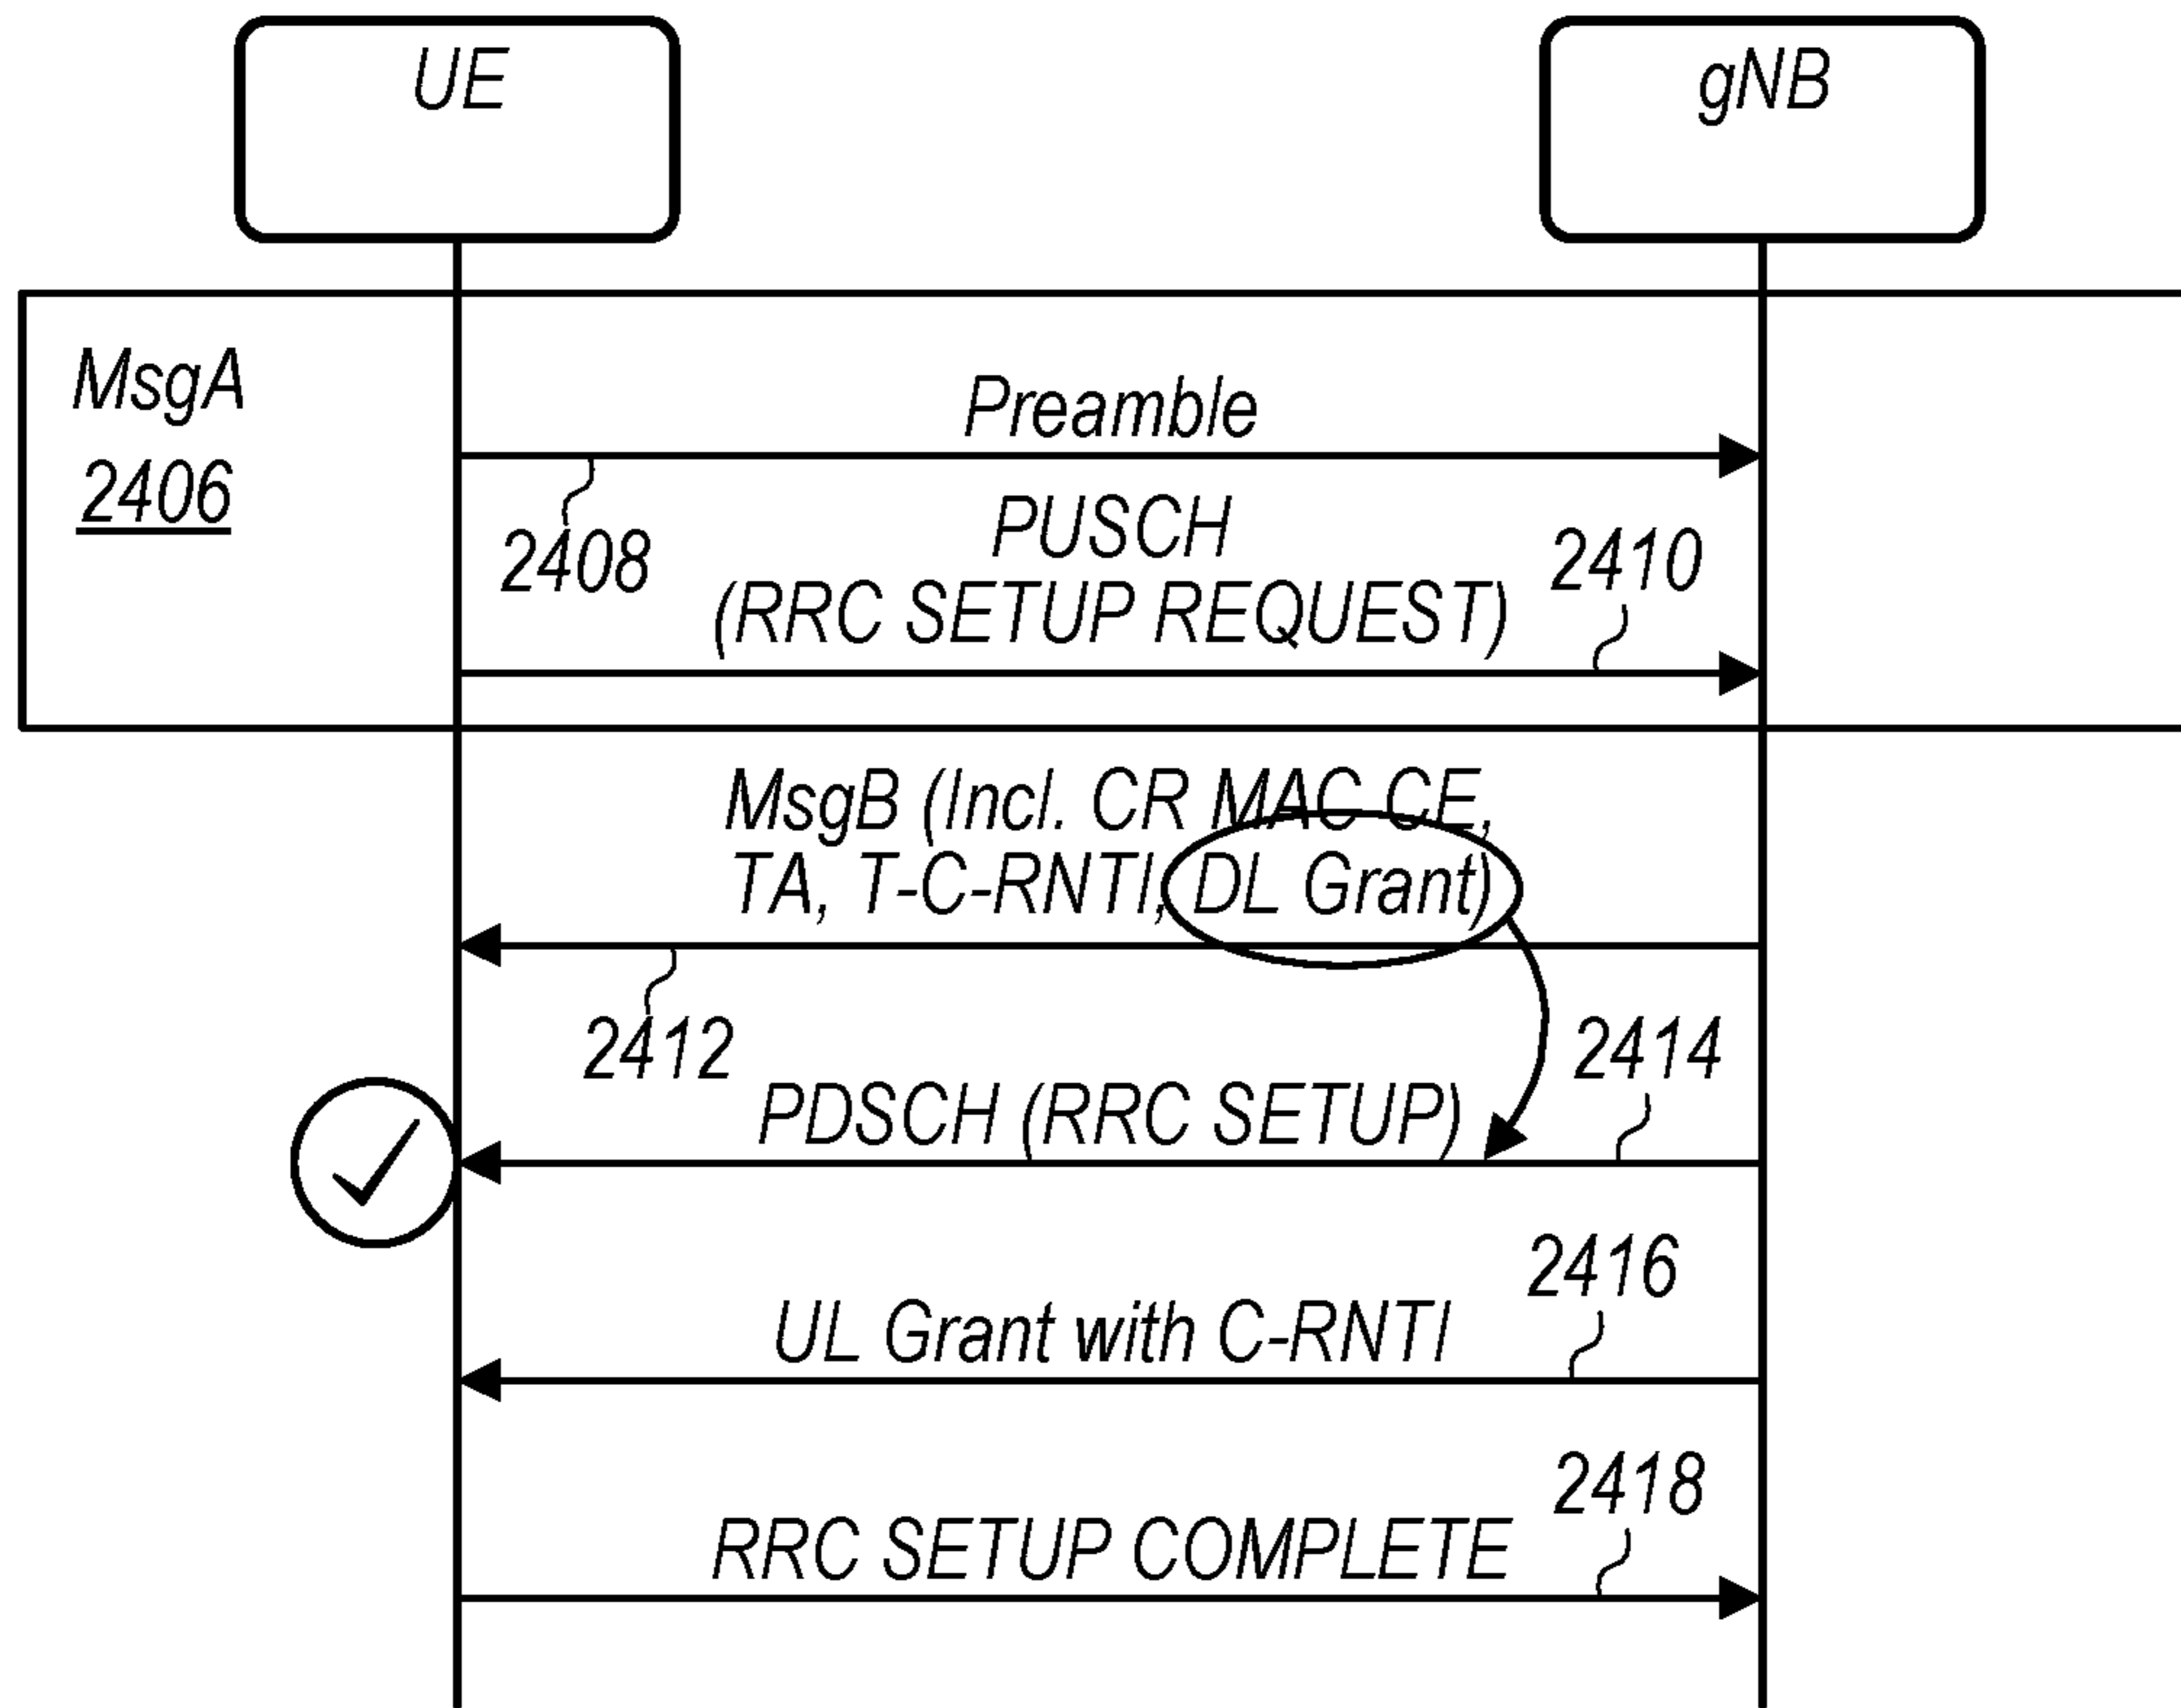 UE
gNB
MsgA
2406
Preamble
2408
PUSCH
(RRC SETUP REQUEST)
2410
MsgB (Incl. CR MAC CE,
TA, T-C-RNTI, DL Grant)
2412
2414
PDSCH (RRC SETUP)
2416
UL Grant with C-RNTI
2418
RRC SETUP COMPLETE